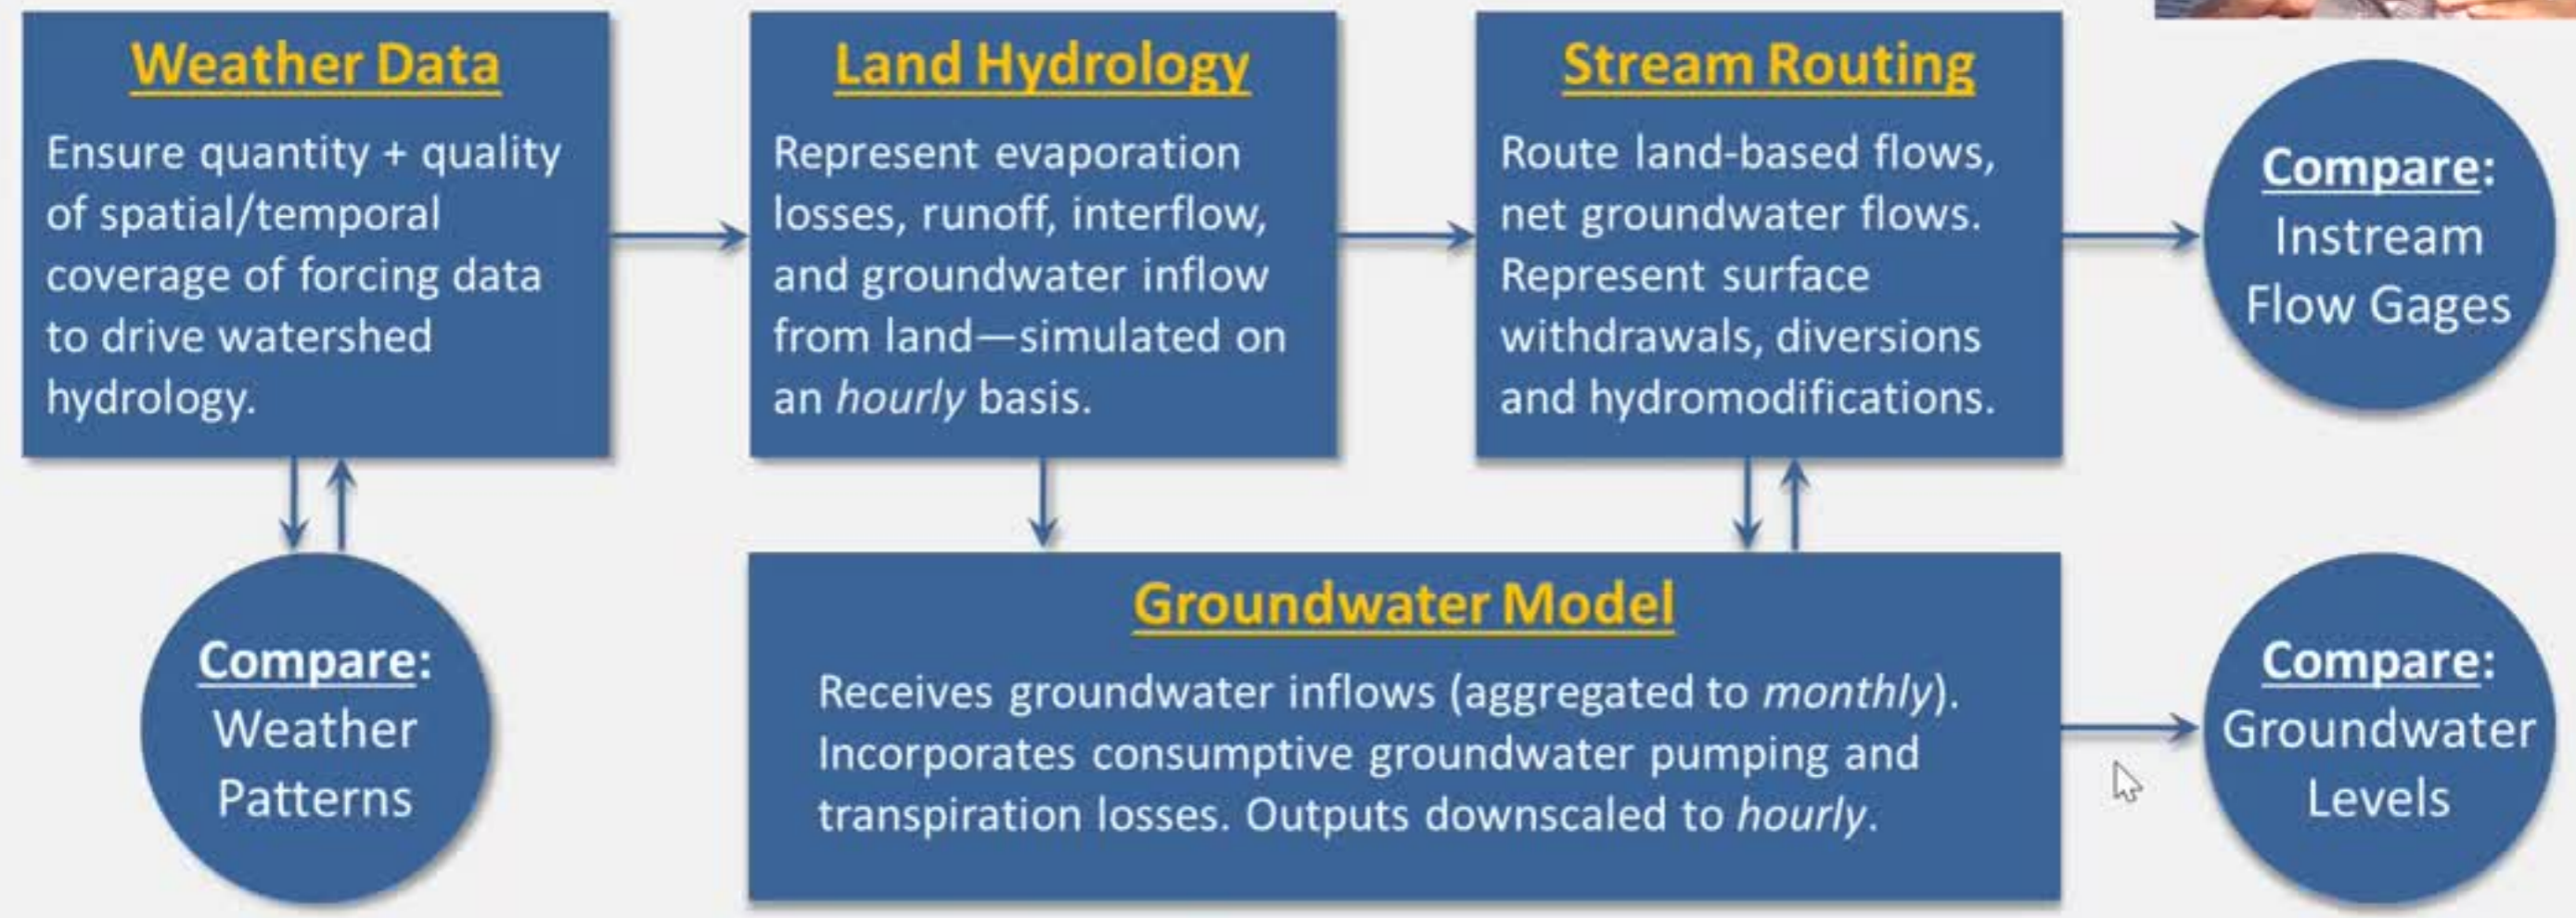 Weather Data
Ensure quantity + quality
of spatial/temporal
coverage of forcing data
to drive watershed
hydrology.
Land Hydrology
Represent evaporation
losses, runoff, interflow,
and groundwater inflow
from land—simulated on
an hourly basis.
Stream Routing
Route land-based flows,
net groundwater flows.
Represent surface
withdrawals, diversions
and hydromodifications.
Compare:
Instream
Flow Gages
Compare:
Weather
Patterns
Groundwater Model
Receives groundwater inflows (aggregated to monthly).
Incorporates consumptive groundwater pumping and
transpiration losses. Outputs downscaled to hourly.
Compare:
Groundwater
Levels